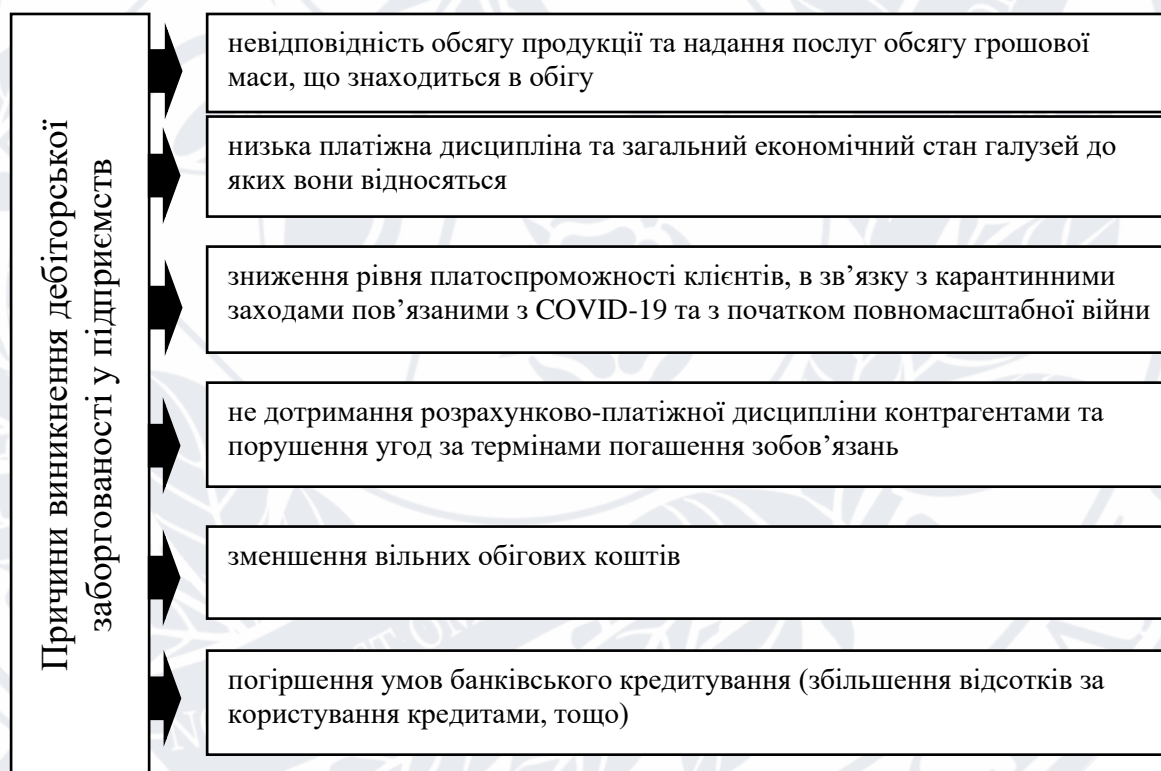 Причини виникнення дебіторської
заборгованості у підприємств
невідповідність обсягу продукції та надання послуг обсягу грошової
маси, що знаходиться в обігу
низька платіжна дисципліна та загальний економічний стан галузей до
яких вони відносяться
зниження рівня платоспроможності клієнтів, в зв’язку з карантинними
заходами пов’язаними з COVID-19 та з початком повномасштабної війни
не дотримання розрахунково-платіжної дисципліни контрагентами та
порушення угод за термінами погашення зобов’язань
зменшення вільних обігових коштів
погіршення умов банківського кредитування (збільшення відсотків за
користування кредитами, тощо)